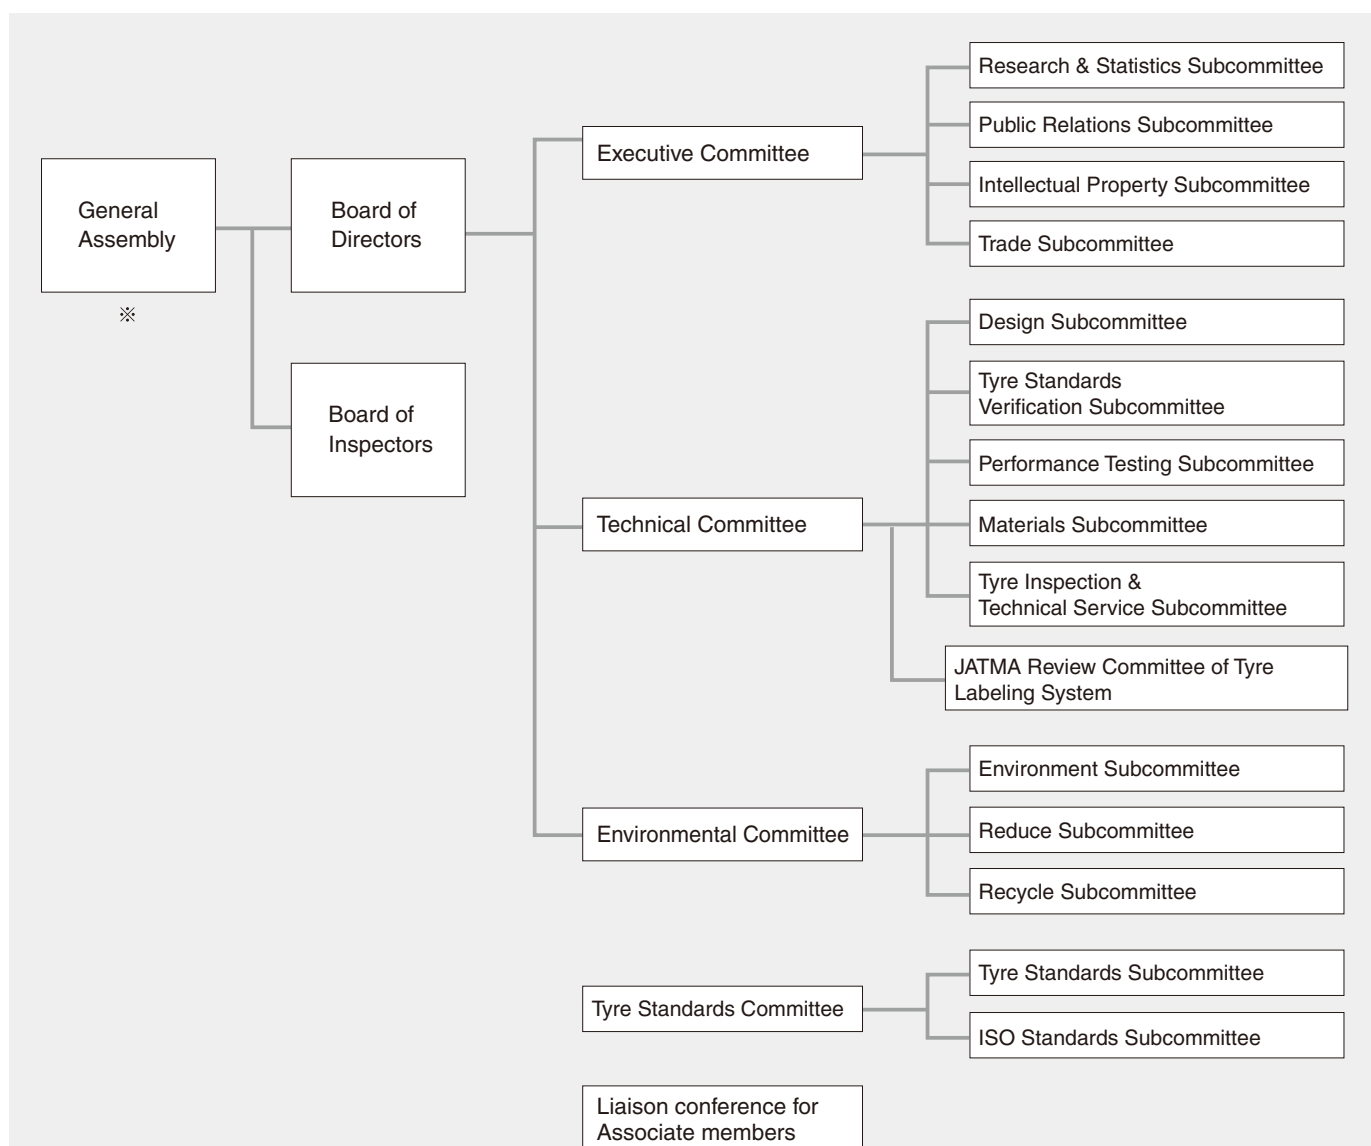 General
Assembly
※
Board of
Directors
Board of
Inspectors
Executive Committee
Research & Statistics Subcommittee
Public Relations Subcommittee
Intellectual Property Subcommittee
Trade Subcommittee
Technical Committee
Design Subcommittee
Tyre Standards
Verification Subcommittee
Performance Testing Subcommittee
Materials Subcommittee
Tyre Inspection &
Technical Service Subcommittee
JATMA Review Committee of Tyre
Labeling System
Environmental Committee
Environment Subcommittee
Reduce Subcommittee
Recycle Subcommittee
Tyre Standards Committee
Tyre Standards Subcommittee
ISO Standards Subcommittee
Liaison conference for
Associate members